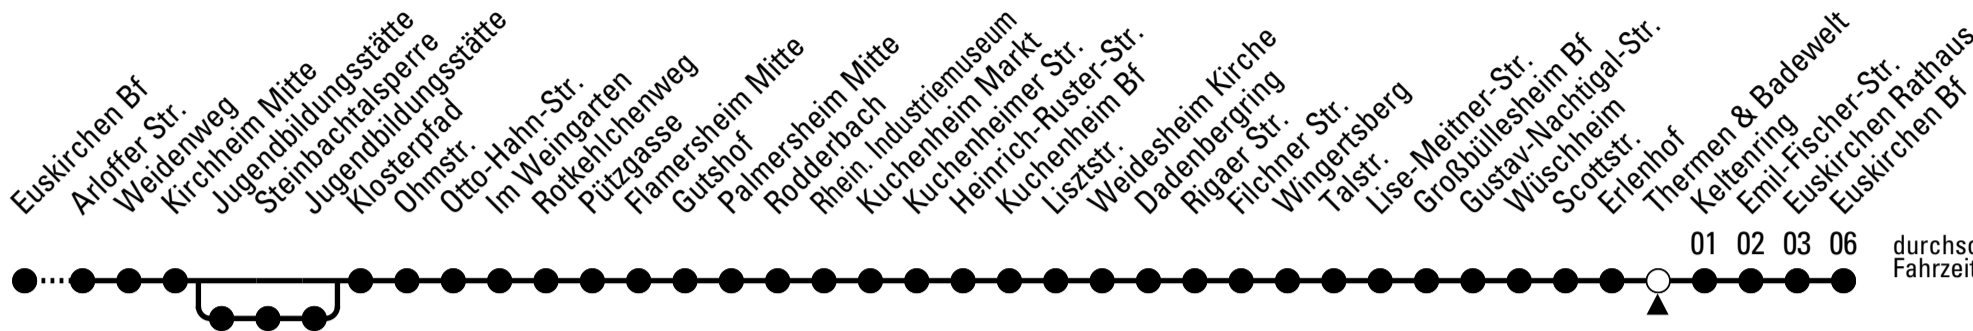 Euskirchen Bf
Arloffer Str.
Weidenweg
Kirchheim Mitte
Jugendbildungsstätte
Steinbachtalsperre
Jugendbildungsstätte
Klosterpfad
Ohmstr.
Otto-Hahn-Str.
Im Weingarten
Rotkehlchenweg
Pützgasse
Flamersheim Mitte
Gutshof
Palmersheim Mitte
Rodderbach
Rhein. Industriemuseum
Kuchenheim Markt
Kuchenheimer Str.
Heinrich-Ruster-Str.
Kuchenheim Bf
Lisztstr.
Weidesheim Kirche
Dadenbergring
Rigaer Str.
Filchner Str.
Wingertsberg
Talstr.
Lise-Meitner-Str.
Großbüllesheim Bf
Gustav-Nachtigal-Str.
Wüschheim
Scottstr.
Erlenhof
Thermen & Badewelt
Keltenring
Emil-Fischer-Str.
Euskirchen Rathaus
Euskirchen Bf
01 02 03 06
durchsc
Fahrzeit